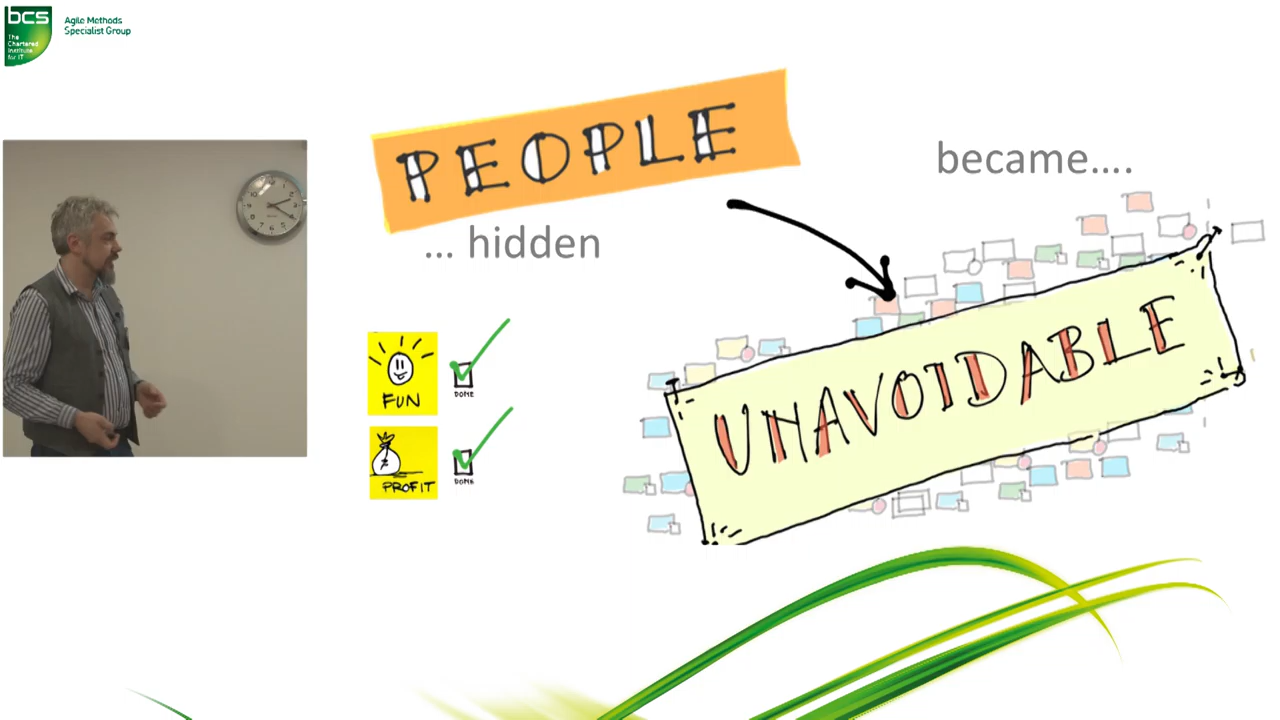 bcs
The
Chartered
Institute
for IT
Agile Methods
Specialist Group
PEOPLE
... hidden
became....
UNAVOIDABLE
FUN
DONE
PROFIT
DONE